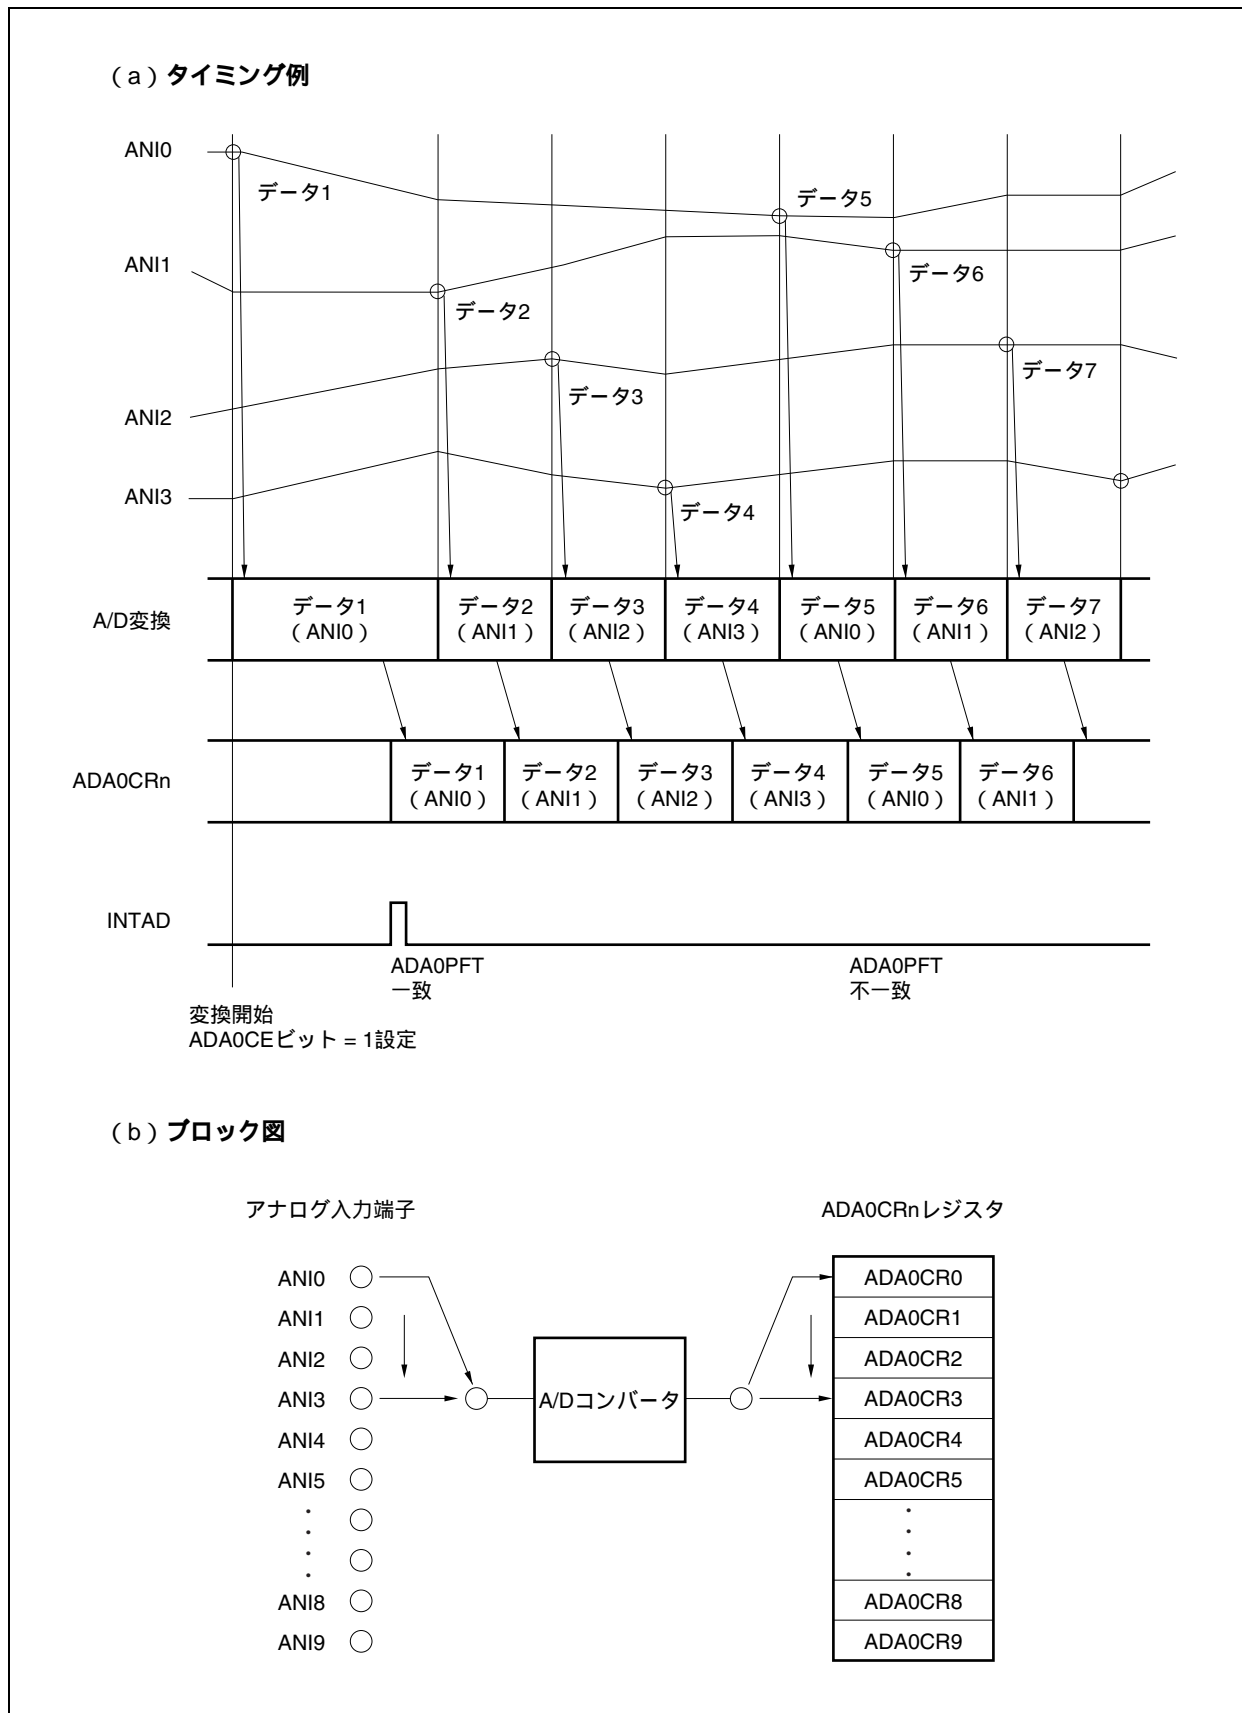 （a）タイミング例
ANI0
データ1
データ5
ANI1
データ6
データ2
データ7
データ3
ANI2
ANI3
データ4
A/D変換
データ1
（ANI0）
データ2
（ANI1）
データ3
（ANI2）
データ4
（ANI3）
データ5
（ANI0）
データ6
（ANI1）
データ7
（ANI2）
ADA0CRn
データ1
（ANI0）
データ2
（ANI1）
データ3
（ANI2）
データ4
（ANI3）
データ5
（ANI0）
データ6
（ANI1）
INTAD
ADA0PFT
一致
ADA0PFT
不一致
変換開始
ADA0CEビット = 1設定
（b）ブロック図
アナログ入力端子
ADA0CRnレジスタ
ANI0
ANI1
ANI2
ANI3
ANI4
ANI5
・
・
・
・
ANI8
ANI9
A/Dコンバータ
ADA0CR0
ADA0CR1
ADA0CR2
ADA0CR3
ADA0CR4
ADA0CR5
・
・
・
・
ADA0CR8
ADA0CR9